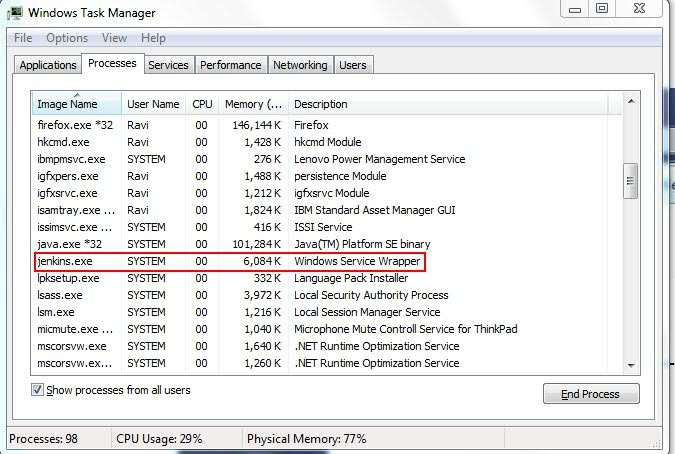 Windows Task Manager
File Options View Help
Applications Processes Services Performance Networking Users
Image Name User Name CPU Memory (... Description
firefox.exe *32 Ravi 00 146,144 K Firefox
hkcmd.exe Ravi 00 1,428 K hkcmd Module
ibmpmsvc.exe SYSTEM 00 276 K Lenovo Power Management Service
igfxpers.exe Ravi 00 1,488 K persistence Module
igfxsrvc.exe Ravi 00 1,212 K igfxsrvc Module
isamtray.exe ... Ravi 00 1,824 K IBM Standard Asset Manager GUI
issimsvc.exe ... SYSTEM 00 416 K ISSI Service
java.exe *32 SYSTEM 00 101,284 K Java(TM) Platform SE binary
jenkins.exe SYSTEM 00 6,084 K Windows Service Wrapper
lpksetup.exe SYSTEM 00 332 K Language Pack Installer
lsass.exe SYSTEM 00 3,972 K Local Security Authority Process
lsm.exe SYSTEM 00 1,216 K Local Session Manager Service
micmute.exe ... SYSTEM 00 1,040 K Microphone Mute Controll Service for ThinkPad
mscorsvw.exe SYSTEM 00 1,640 K .NET Runtime Optimization Service
mscorsvw.ex... SYSTEM 00 1,260 K .NET Runtime Optimization Service
Show processes from all users
End Process
Processes: 98 CPU Usage: 29% Physical Memory: 77%